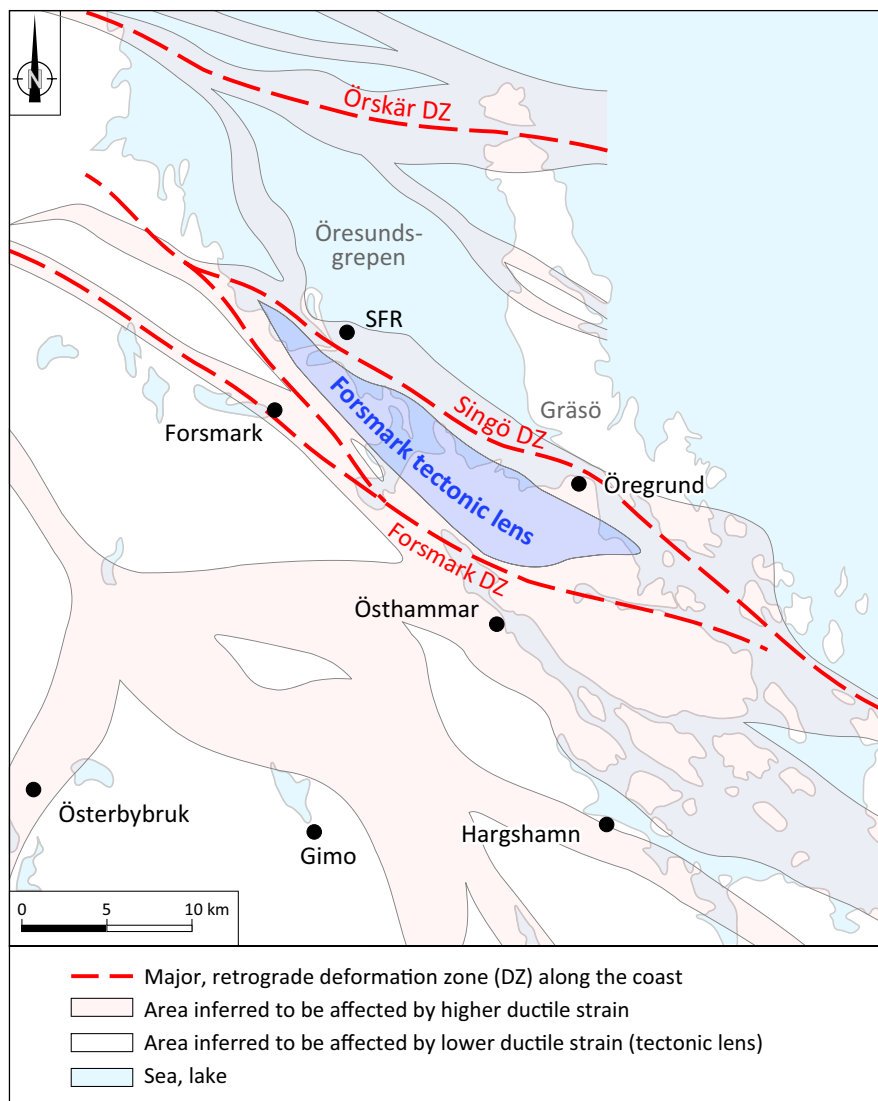 N
Örskär DZ
Öresunds-
grepen
SFR
Forsmark tectonic lens
Singö DZ
Gräsö
Forsmark
Öregrund
Forsmark DZ
Östhammar
Österbybruk
Gimo
Hargshamn
0 5 10 km
Major, retrograde deformation zone (DZ) along the coast
Area inferred to be affected by higher ductile strain
Area inferred to be affected by lower ductile strain (tectonic lens)
Sea, lake